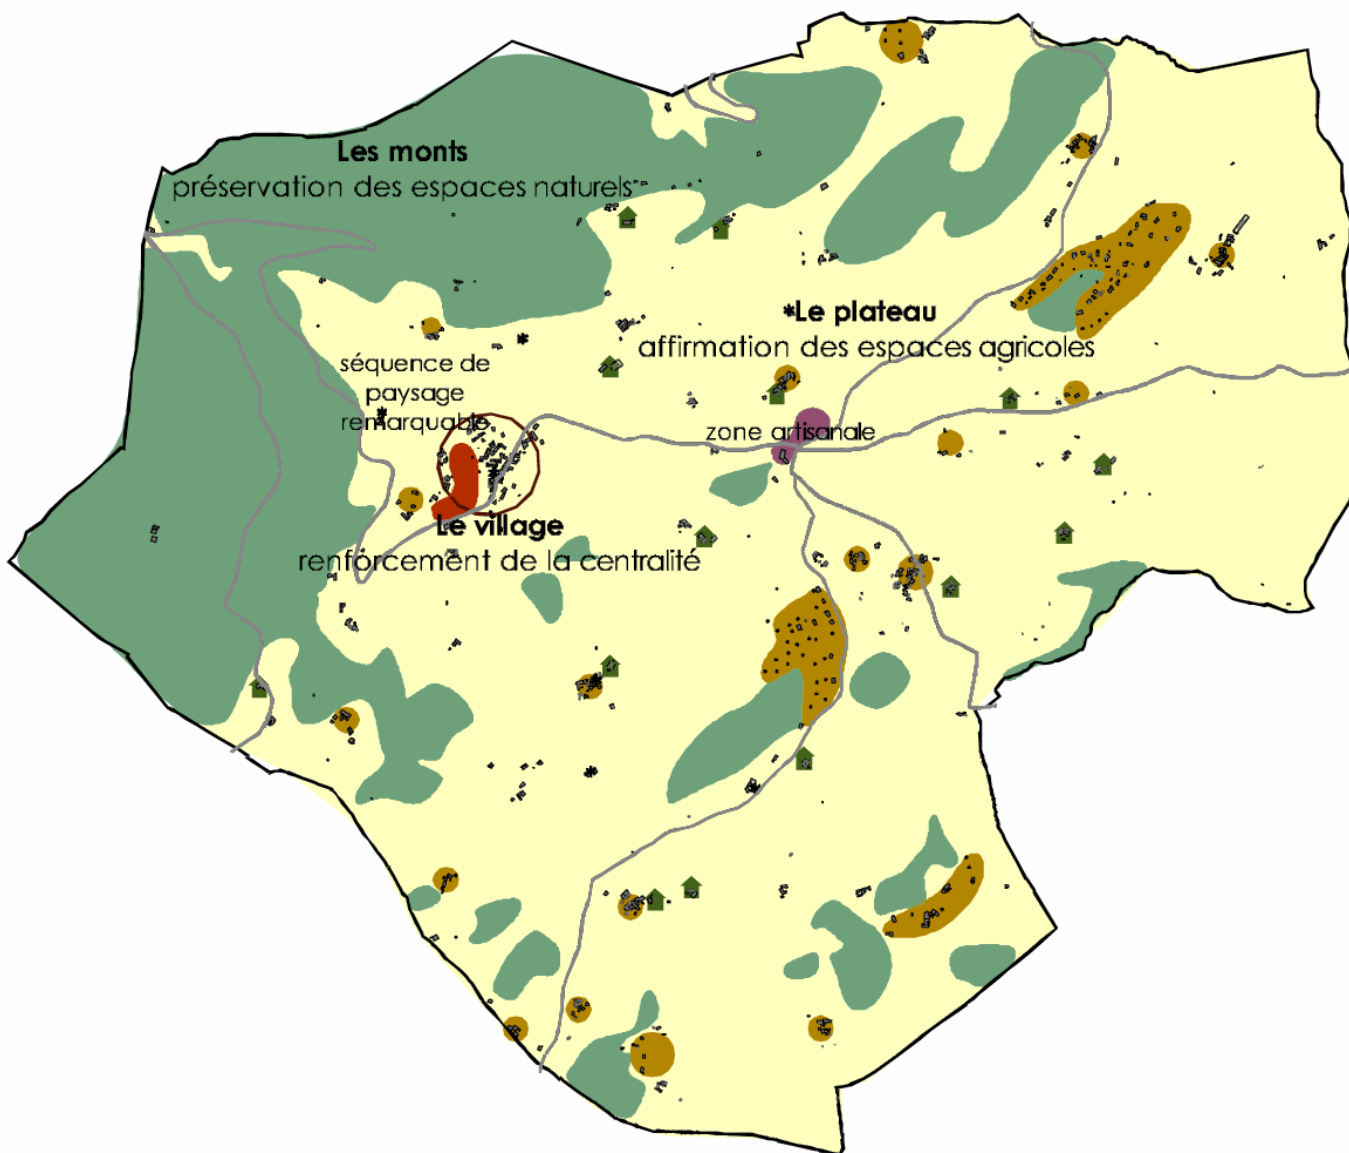 Les monts
préservation des espaces naturels
*Le plateau
affirmation des espaces agricoles
séquence de
paysage
remarquable
zone artisanale
Le village
renforcement de la centralité